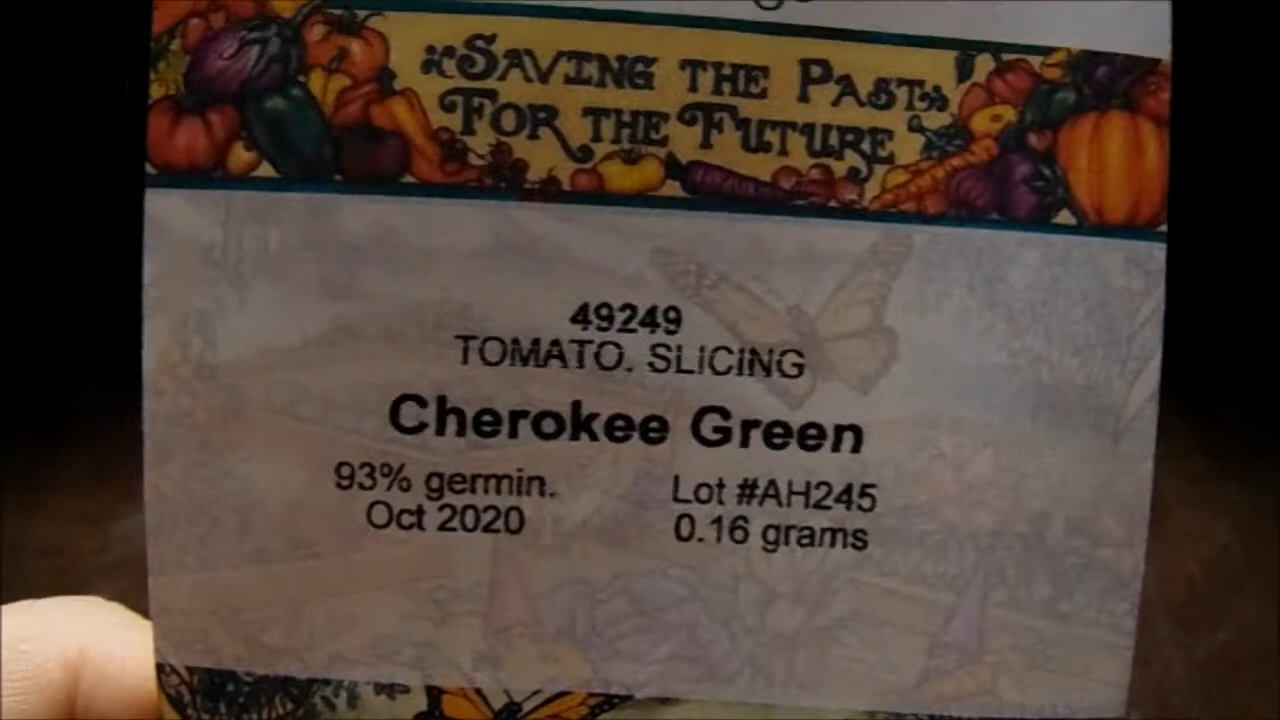 Saving the Past
For the Future
49249
TOMATO. SLICING
Cherokee Green
93% germin.
Oct 2020
Lot #AH245
0.16 grams